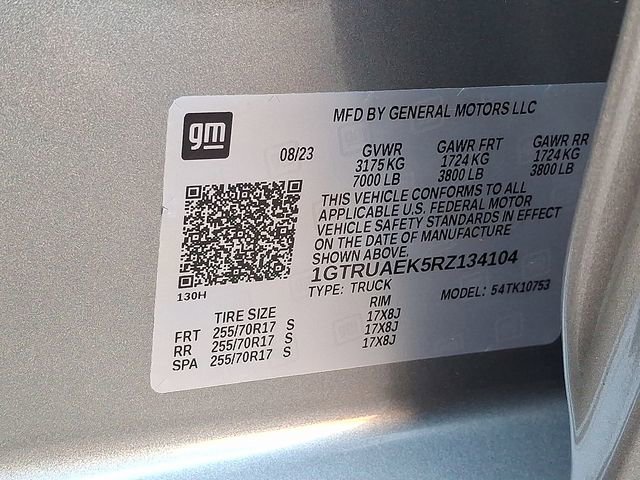 gm
MFD BY GENERAL MOTORS LLC
08/23
GVWR GAWR FRT GAWR RR
3175 KG 1724 KG 1724 KG
7000 LB 3800 LB 3800 LB
THIS VEHICLE CONFORMS TO ALL
APPLICABLE U.S. FEDERAL MOTOR
VEHICLE SAFETY STANDARDS IN EFFECT
ON THE DATE OF MANUFACTURE
SHOWN ABOVE.
1GTRUAEK5RZ134104
TYPE: TRUCK MODEL: 54TK10753
130H
TIRE SIZE RIM
FRT 255/70R17 S 17X8J
RR 255/70R17 S 17X8J
SPA 255/70R17 S 17X8J